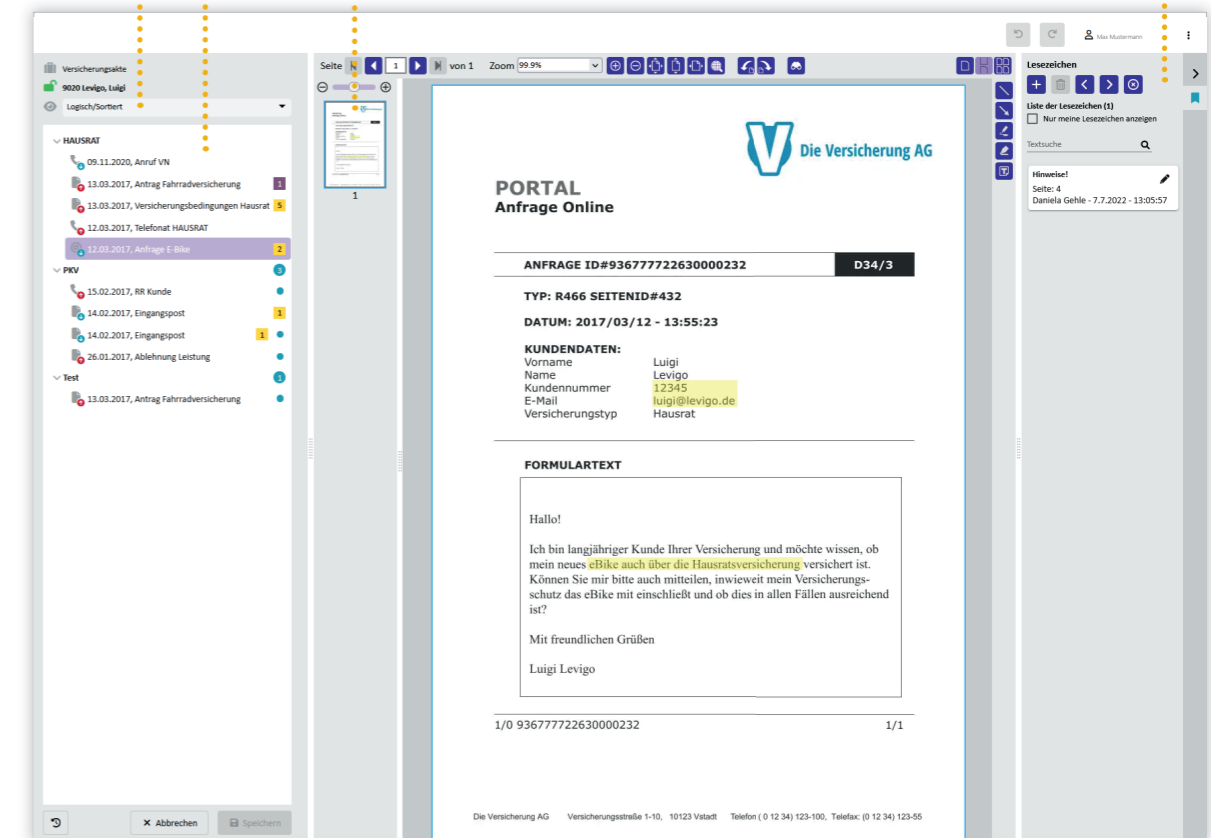 Max Mustermann
Versicherungsakte
9020 Levigo, Luigi
Logisch/Sortiert
HAUSRAT
09.11.2020, Anruf VN
13.03.2017, Antrag Fahrradversicherung 1
13.03.2017, Versicherungsbedingungen Hausrat 5
12.03.2017, Telefonat HAUSRAT
12.03.2017, Anfrage E-Bike 2
PKV 3
15.02.2017, RR Kunde
14.02.2017, Eingangspost 1
14.02.2017, Eingangspost 1
26.01.2017, Ablehnung Leistung
Test 1
13.03.2017, Antrag Fahrradversicherung
Abbrechen
Speichern
Seite 1 von 1 Zoom 99.9%
1
Die Versicherung AG
PORTAL
Anfrage Online
ANFRAGE ID#936777722630000232 D34/3
TYP: R466 SEITENID#432
DATUM: 2017/03/12 - 13:55:23
KUNDENDATEN:
Vorname Luigi
Name Levigo
Kundennummer 12345
E-Mail luigi@levigo.de
Versicherungstyp Hausrat
FORMULARTEXT
Hallo!
Ich bin langjähriger Kunde Ihrer Versicherung und möchte wissen, ob
mein neues eBike auch über die Hausratsversicherung versichert ist.
Können Sie mir bitte auch mitteilen, inwieweit mein Versicherungs-
schutz das eBike mit einschließt und ob dies in allen Fällen ausreichend
ist?
Mit freundlichen Grüßen
Luigi Levigo
1/0 936777722630000232 1/1
Die Versicherung AG Versicherungsstraße 1-10, 10123 Vstadt Telefon ( 0 12 34) 123-100, Telefax: (0 12 34) 123-55
Lesezeichen
Liste der Lesezeichen (1)
Nur meine Lesezeichen anzeigen
Textsuche
Hinweise!
Seite: 4
Daniela Gehle - 7.7.2022 - 13:05:57